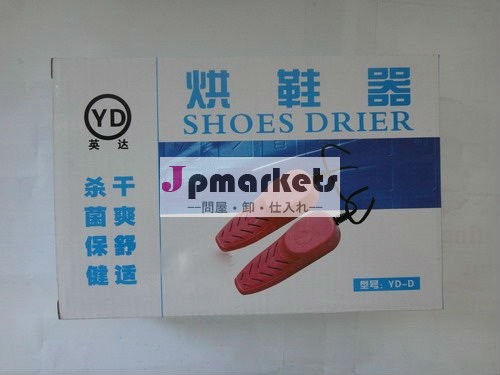 烘鞋器
SHOES DRIER
YD
英达
杀菌保健
干爽舒适
Jpmarkets
—問屋・卸・仕入れ—
型号：YD-D